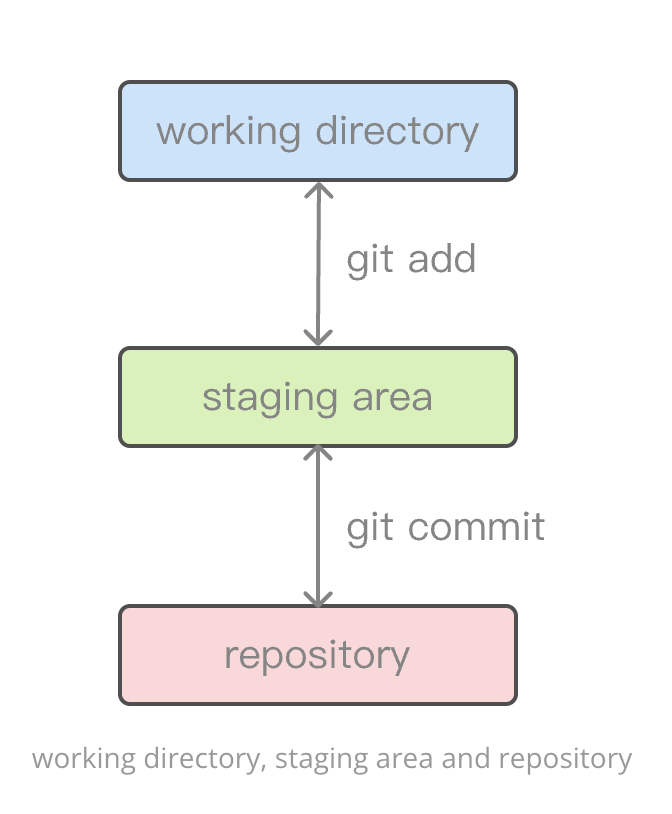 working directory
git add
staging area
git commit
repository
working directory, staging area and repository